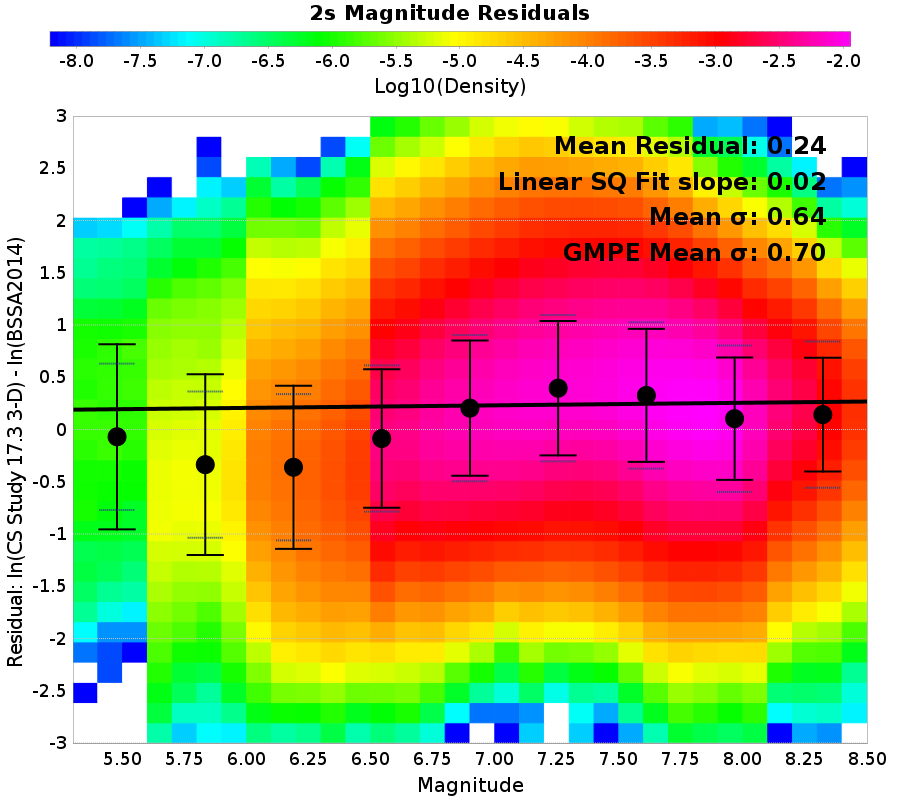 2s Magnitude Residuals
-8.0 -7.5 -7.0 -6.5 -6.0 -5.5 -5.0 -4.5 -4.0 -3.5 -3.0 -2.5 -2.0
Log10(Density)
Mean Residual: 0.24
Linear SQ Fit slope: 0.02
Mean σ: 0.64
GMPE Mean σ: 0.70
Residual: ln(CS Study 17.3 3-D) - ln(BSSA2014)
3
2.5
2
1.5
1
0.5
0
-0.5
-1
-1.5
-2
-2.5
-3
5.50 5.75 6.00 6.25 6.50 6.75 7.00 7.25 7.50 7.75 8.00 8.25 8.50
Magnitude